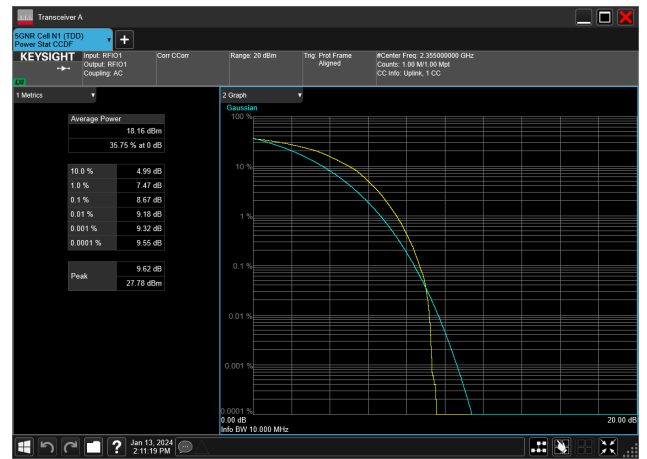 Transceiver A
5GNR Cell N1 (TDD)
Power Stat CCDF
KEYSIGHT
Input: RFIO1
Output: RFIO1
Coupling: AC
Corr CCorr
Range: 20 dBm
Trig: Prot Frame
Aligned
#Center Freq: 2.355000000 GHz
Counts: 1.00 M/1.00 Mpt
CC Info: Uplink, 1 CC
LXI
1 Metrics
Average Power
18.16 dBm
35.75 % at 0 dB
10.0 % 4.99 dB
1.0 % 7.47 dB
0.1 % 8.67 dB
0.01 % 9.18 dB
0.001 % 9.32 dB
0.0001 % 9.55 dB
Peak
9.62 dB
27.78 dBm
2 Graph
Gaussian
100 %
10 %
1 %
0.1 %
0.01 %
0.001 %
0.0001 %
0.00 dB
20.00 dB
Info BW 10.000 MHz
Jan 13, 2024
2:11:19 PM